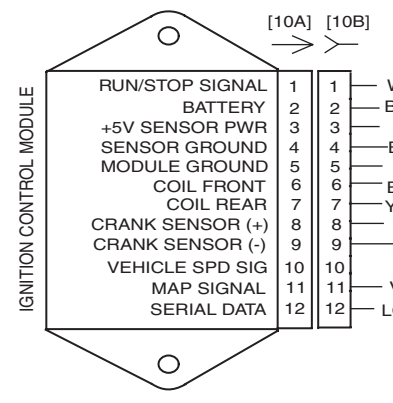 [10A] [10B]
IGNITION CONTROL MODULE
RUN/STOP SIGNAL 1 1
BATTERY 2 2 B
+5V SENSOR PWR 3 3
SENSOR GROUND 4 4
MODULE GROUND 5 5
COIL FRONT 6 6
COIL REAR 7 7 Y
CRANK SENSOR (+) 8 8
CRANK SENSOR (-) 9 9
VEHICLE SPD SIG 10 10
MAP SIGNAL 11 11
SERIAL DATA 12 12